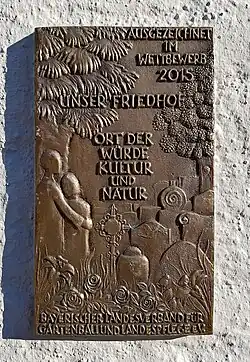 AUSGEZEICHNET
IM
WETTBEWERB
2015
UNSER FRIEDHOF
ORT DER
WÜRDE
KULTUR
UND
NATUR
BAYERISCHER LANDESVERBAND FÜR
GARTENBAU UND LANDESPFLEGE e.V.